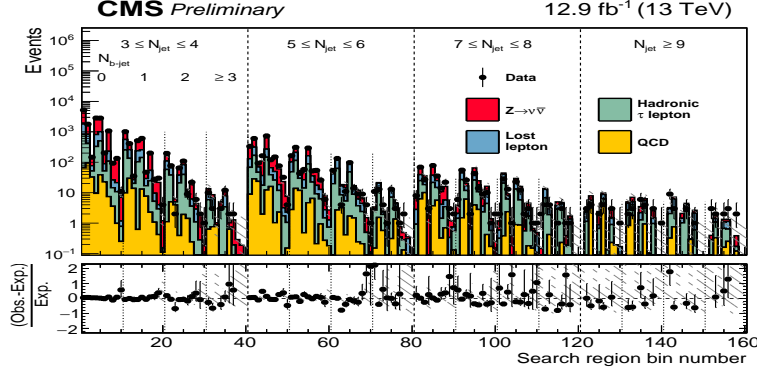 CMS Preliminary 12.9 fb⁻¹ (13 TeV)
Events
10⁶
10⁵
10⁴
10³
10²
10
1
10⁻¹
3 ≤ N_jet ≤ 4
5 ≤ N_jet ≤ 6
7 ≤ N_jet ≤ 8
N_jet ≥ 9
N_b-jet
0 1 2 ≥ 3
Data
Z→νν̅
Lost lepton
Hadronic τ lepton
QCD
(Obs.-Exp.)
Exp.
2
1
0
−1
−2
20 40 60 80 100 120 140 160
Search region bin number